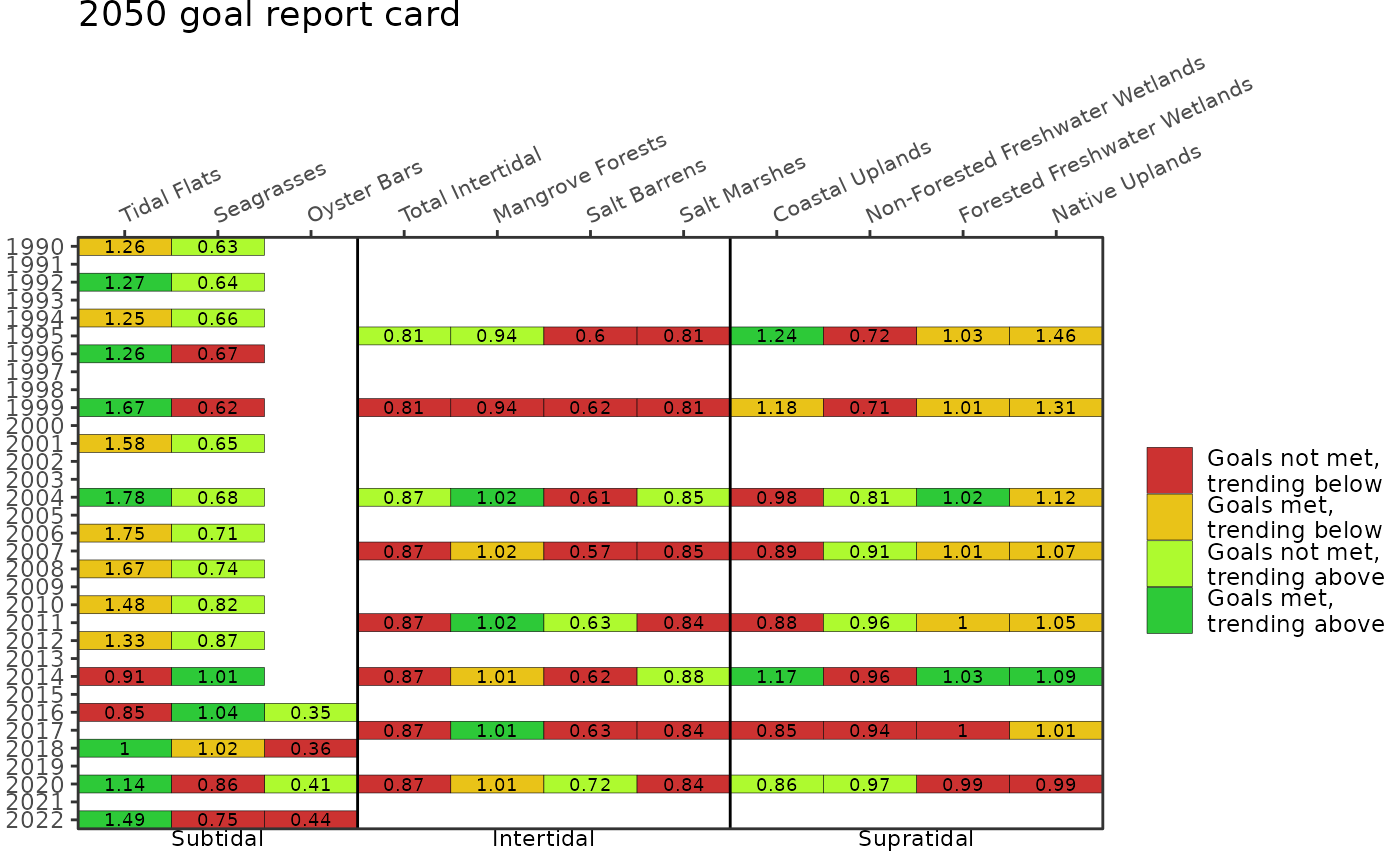 2050 goal report card
Tidal Flats
Seagrasses
Oyster Bars
Total Intertidal
Mangrove Forests
Salt Barrens
Salt Marshes
Coastal Uplands
Non-Forested Freshwater Wetlands
Forested Freshwater Wetlands
Native Uplands
1990 1.26 0.63
1991
1992 1.27 0.64
1993
1994 1.25 0.66
1995 0.81 0.94 0.6 0.81 1.24 0.72 1.03 1.46
1996 1.26 0.67
1997
1998
1999 1.67 0.62 0.81 0.94 0.62 0.81 1.18 0.71 1.01 1.31
2000
2001 1.58 0.65
2002
2003
2004 1.78 0.68 0.87 1.02 0.61 0.85 0.98 0.81 1.02 1.12
2005
2006 1.75 0.71
2007 0.87 1.02 0.57 0.85 0.89 0.91 1.01 1.07
2008 1.67 0.74
2009
2010 1.48 0.82
2011 0.87 1.02 0.63 0.84 0.88 0.96 1 1.05
2012 1.33 0.87
2013
2014 0.91 1.01 0.87 1.01 0.62 0.88 1.17 0.96 1.03 1.09
2015
2016 0.85 1.04 0.35
2017 0.87 1.01 0.63 0.84 0.85 0.94 1 1.01
2018 1 1.02 0.36
2019
2020 1.14 0.86 0.41 0.87 1.01 0.72 0.84 0.86 0.97 0.99 0.99
2021
2022 1.49 0.75 0.44
Subtidal Intertidal Supratidal
Goals not met,
trending below
Goals met,
trending below
Goals not met,
trending above
Goals met,
trending above